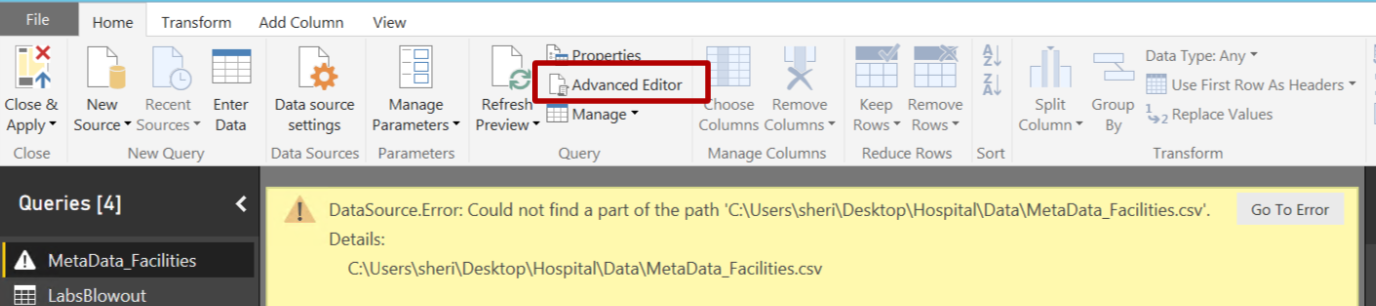 File Home Transform Add Column View
Properties
Advanced Editor
Manage
Close & Apply
New Source
Recent Sources
Enter Data
Data source settings
Manage Parameters
Refresh Preview
Choose Columns
Remove Columns
Keep Rows
Remove Rows
A
Z
Z
A
Split Column
Group By
Data Type: Any
Use First Row As Headers
1
2 Replace Values
Close New Query Data Sources Parameters Query Manage Columns Reduce Rows Sort Transform
Queries [4]
DataSource.Error: Could not find a part of the path 'C:\Users\sheri\Desktop\Hospital\Data\MetaData_Facilities.csv'. Go To Error
Details:
C:\Users\sheri\Desktop\Hospital\Data\MetaData_Facilities.csv
MetaData_Facilities
LabsBlowout